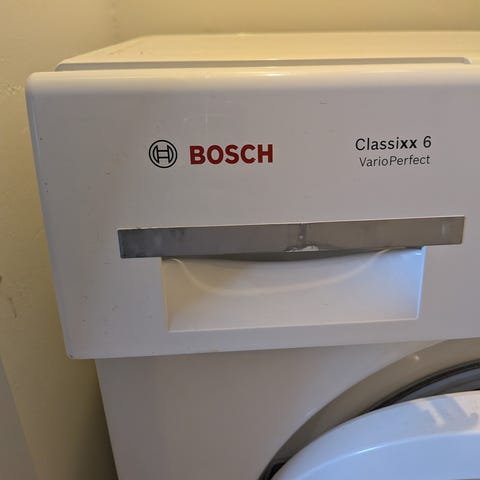 BOSCH
Classixx 6
VarioPerfect